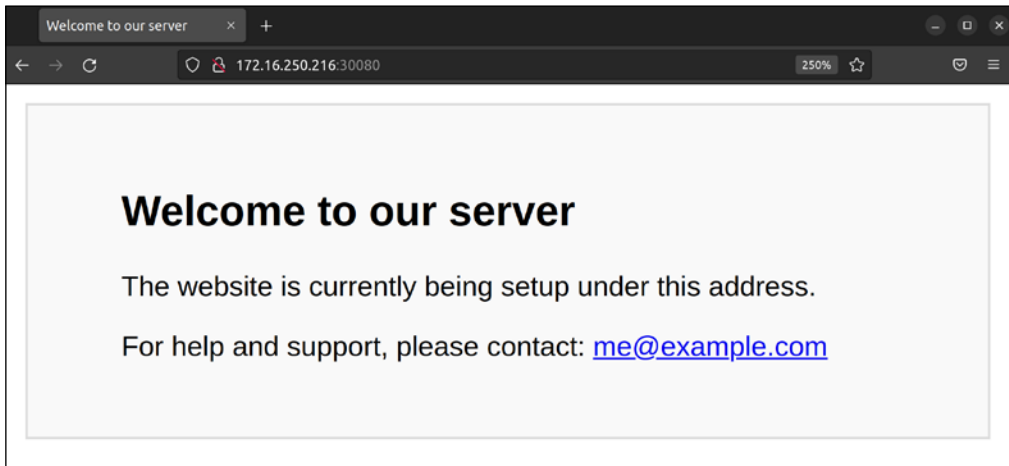 Welcome to our server
172.16.250.216:30080
250%
Welcome to our server
The website is currently being setup under this address.
For help and support, please contact: me@example.com